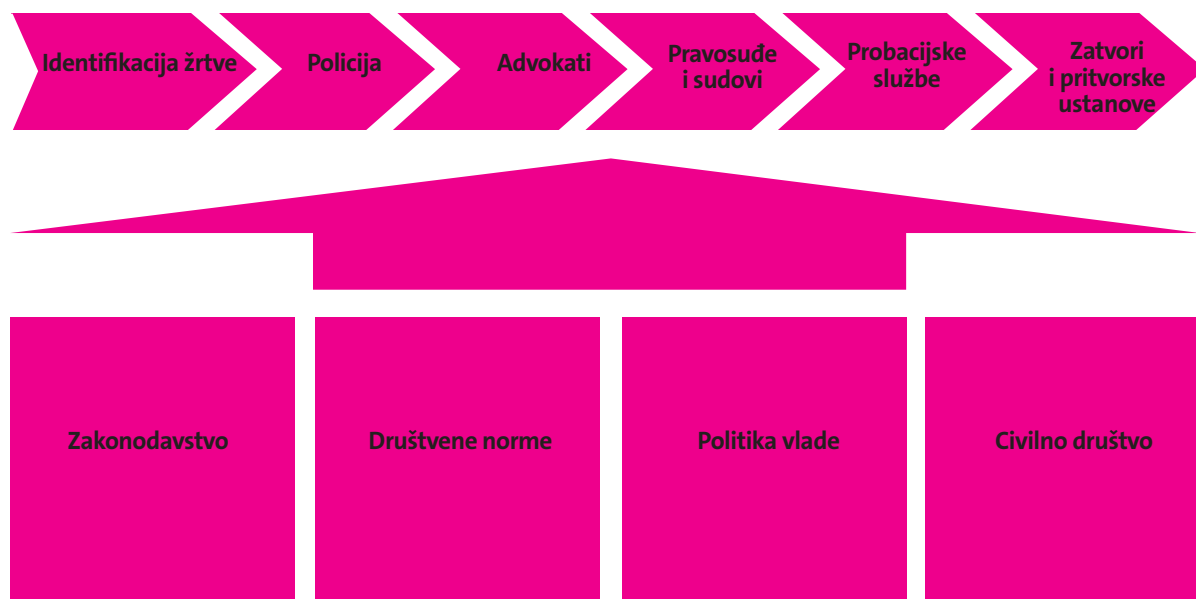 Identifikacija žrtve
Policija
Advokati
Pravosuđe
i sudovi
Probacijske
službe
Zatvori
i pritvorske
ustanove
Zakonodavstvo
Društvene norme
Politika vlade
Civilno društvo